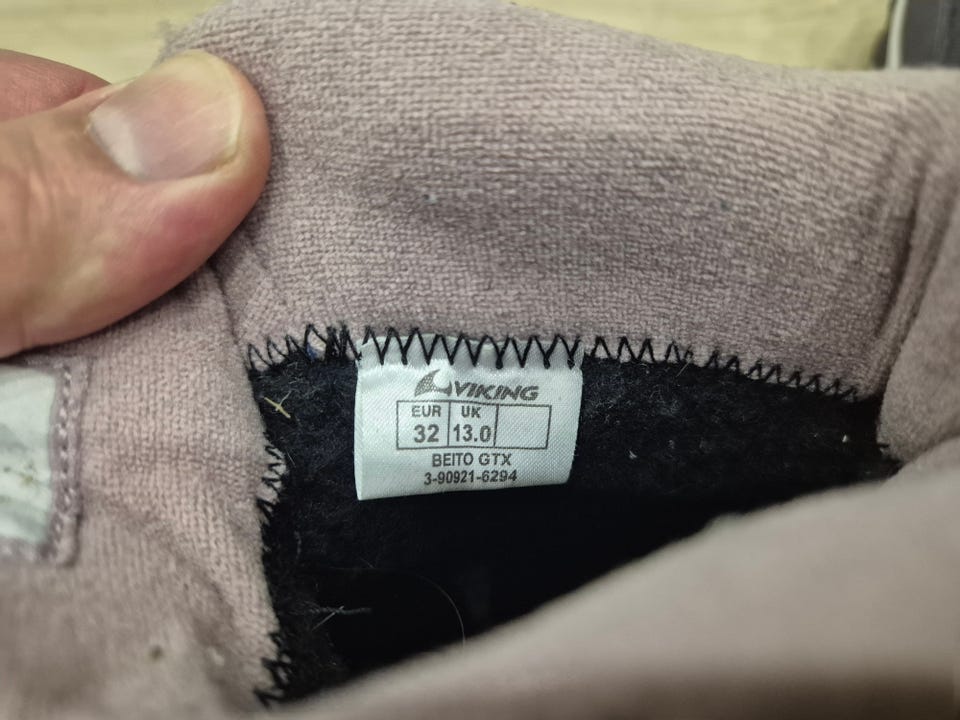 VIKING
EUR UK
32 13.0
BEITO GTX
3-90921-6294